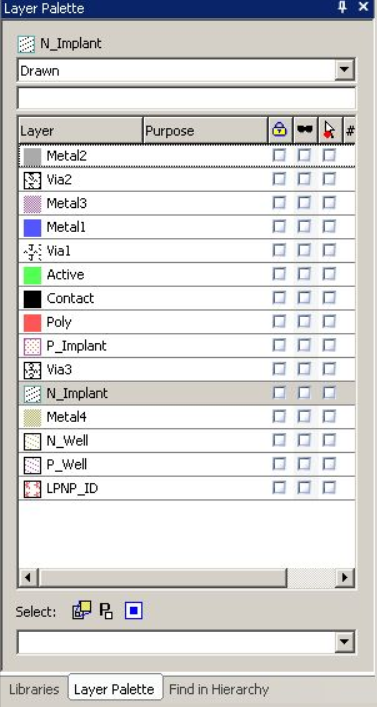 Layer Palette
N_Implant
Drawn
Layer Purpose #
Metal2
Via2
Metal3
Metal1
Via1
Active
Contact
Poly
P_Implant
Via3
N_Implant
Metal4
N_Well
P_Well
LPNP_ID
Select:
Libraries Layer Palette Find in Hierarchy